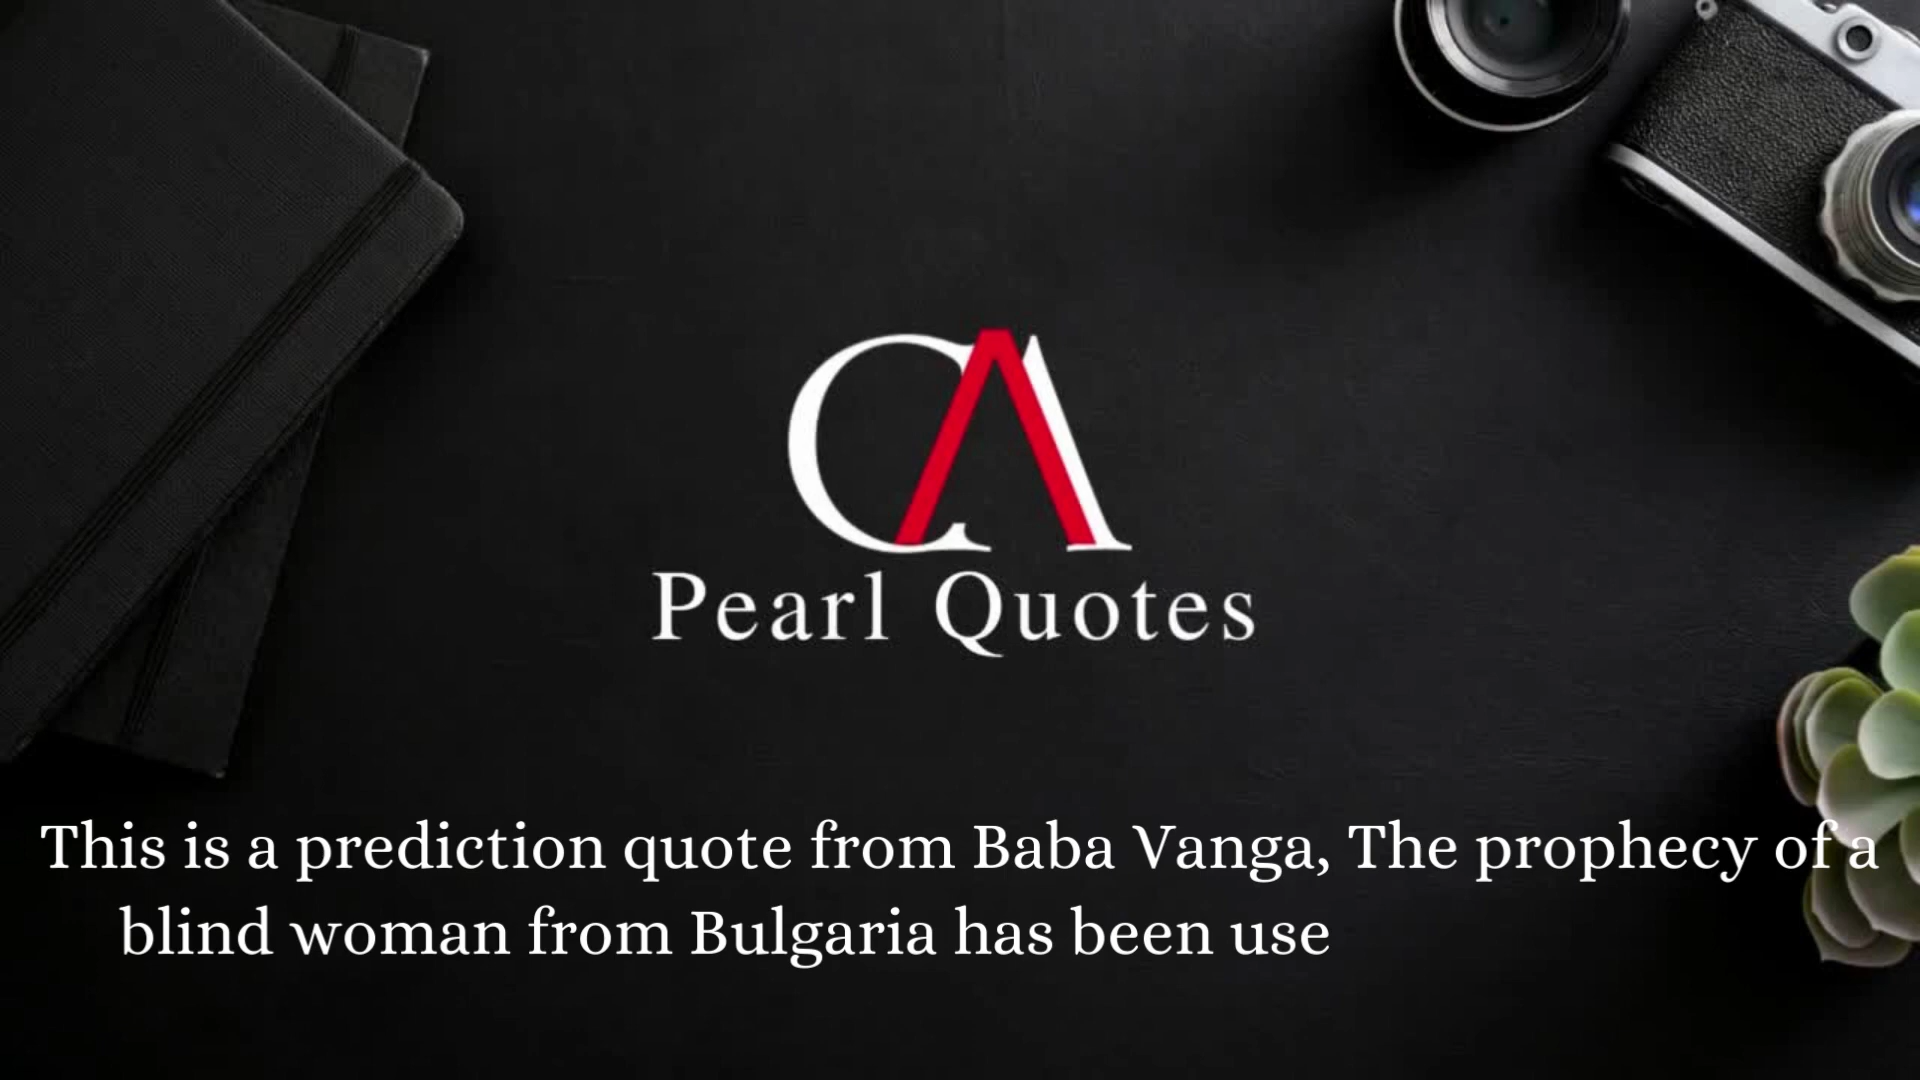 CA
Pearl Quotes
This is a prediction quote from Baba Vanga, The prophecy of a
blind woman from Bulgaria has been use